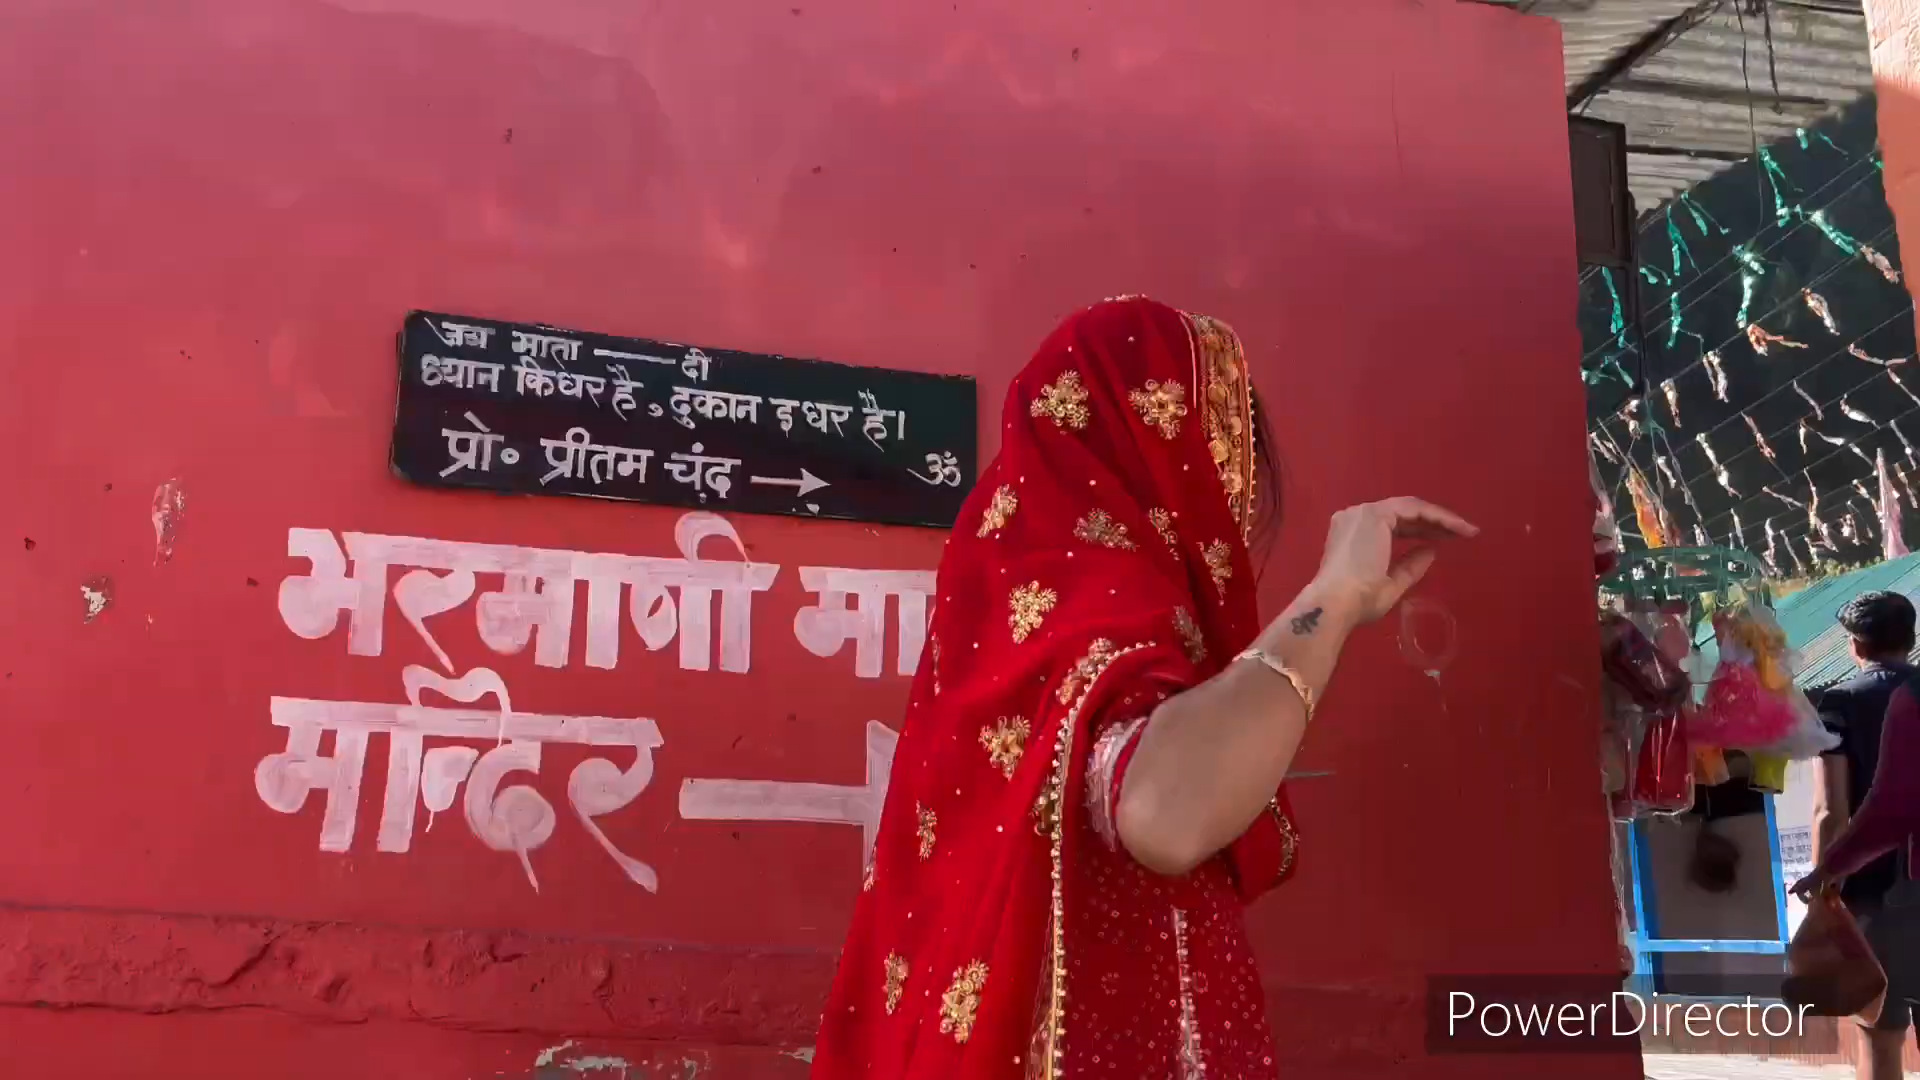 जय माता —— दी
ध्यान किधर है, दुकान इधर है।
प्रो॰ प्रीतम चंद → ॐ
भरमाणी
मन्दिर
PowerDirector